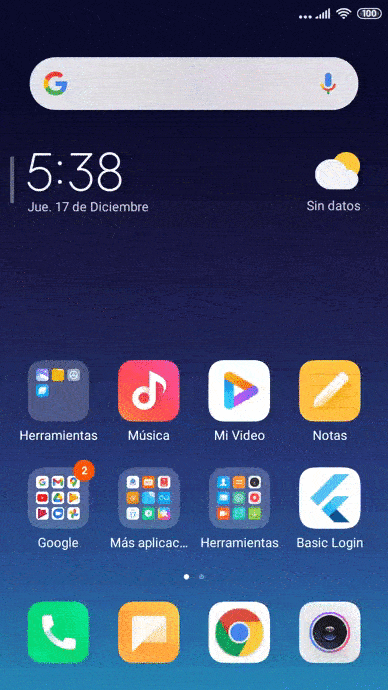 100
5:38
Jue. 17 de Diciembre
Sin datos
Herramientas
Música
Mi Video
Notas
2
Google
Más aplicac...
Herramientas
Basic Login